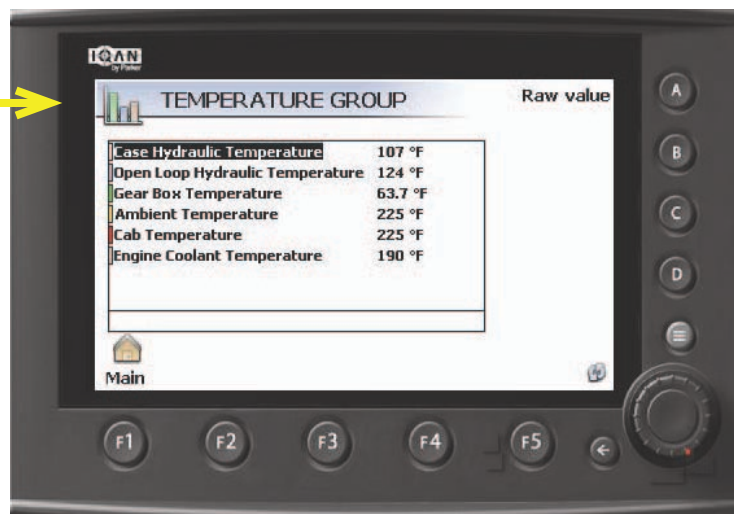 IQAN
by Parker
TEMPERATURE GROUP
Raw value
Case Hydraulic Temperature 107 °F
Open Loop Hydraulic Temperature 124 °F
Gear Box Temperature 63.7 °F
Ambient Temperature 225 °F
Cab Temperature 225 °F
Engine Coolant Temperature 190 °F
Main
A
B
C
D
F1 F2 F3 F4 F5